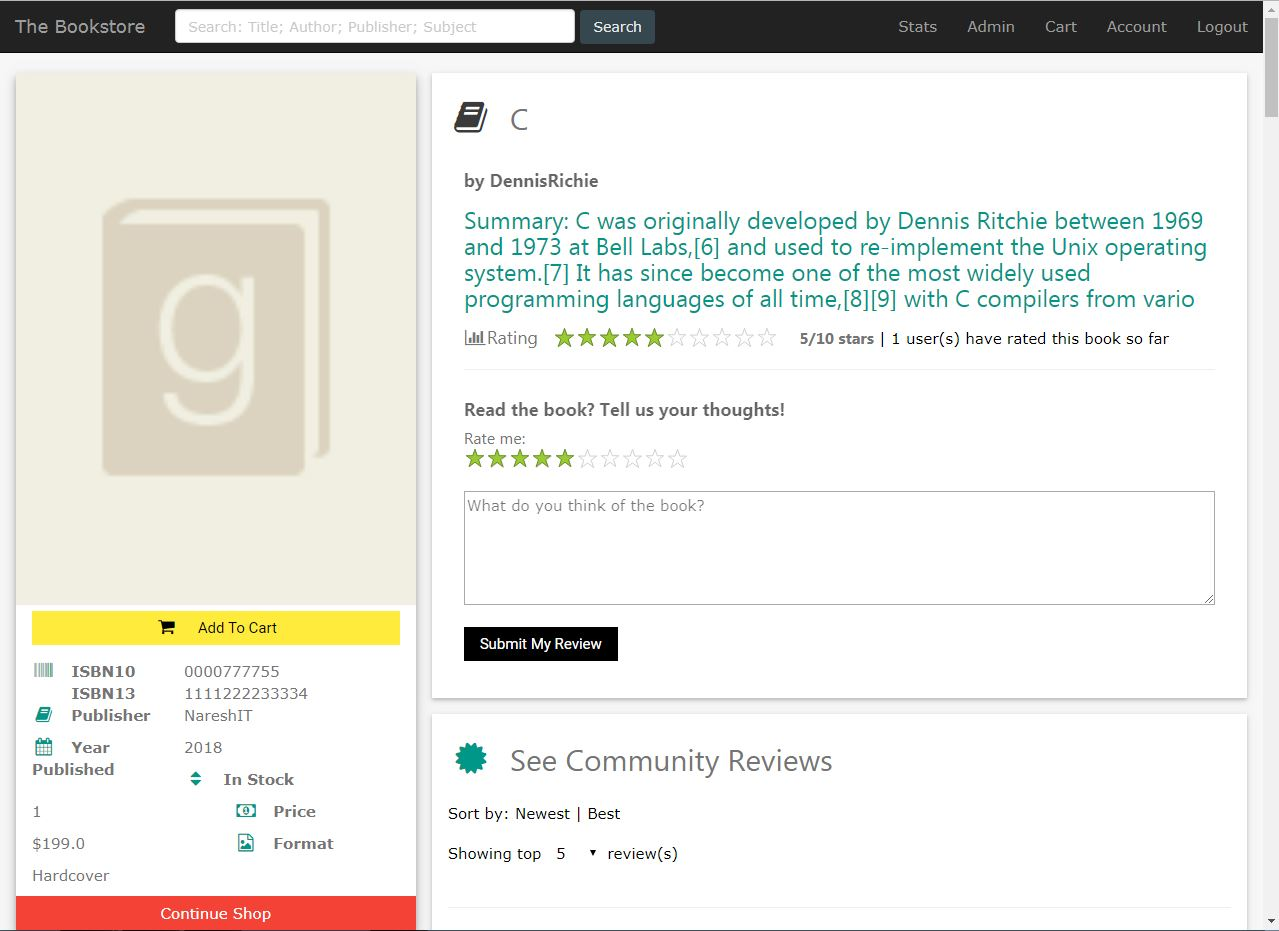 The Bookstore
Search: Title; Author; Publisher; Subject
Search
Stats
Admin
Cart
Account
Logout
g
Add To Cart
ISBN10 0000777755
ISBN13 1111222233334
Publisher NareshIT
Year 2018
Published
In Stock
1
Price
$199.0
Format
Hardcover
Continue Shop
C
by DennisRichie
Summary: C was originally developed by Dennis Ritchie between 1969
and 1973 at Bell Labs,[6] and used to re-implement the Unix operating
system.[7] It has since become one of the most widely used
programming languages of all time,[8][9] with C compilers from vario
Rating 5/10 stars | 1 user(s) have rated this book so far
Read the book? Tell us your thoughts!
Rate me:
What do you think of the book?
Submit My Review
See Community Reviews
Sort by: Newest | Best
Showing top 5 review(s)